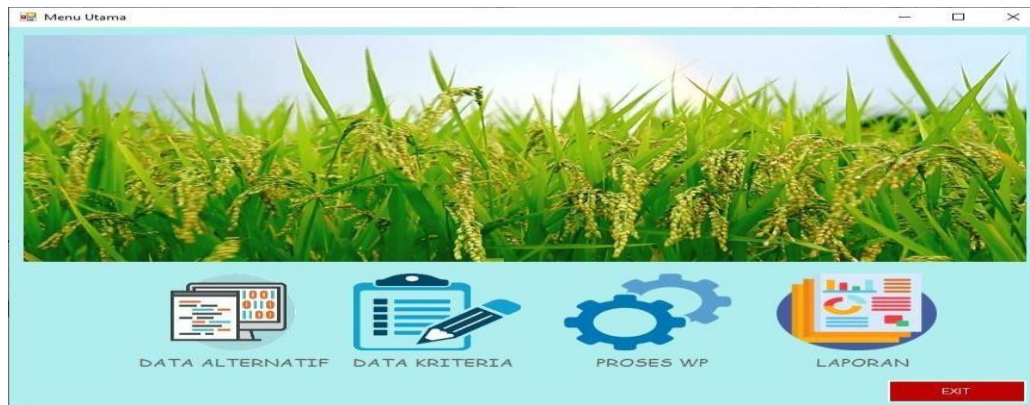 Menu Utama
DATA ALTERNATIF DATA KRITERIA PROSES WP LAPORAN
EXIT